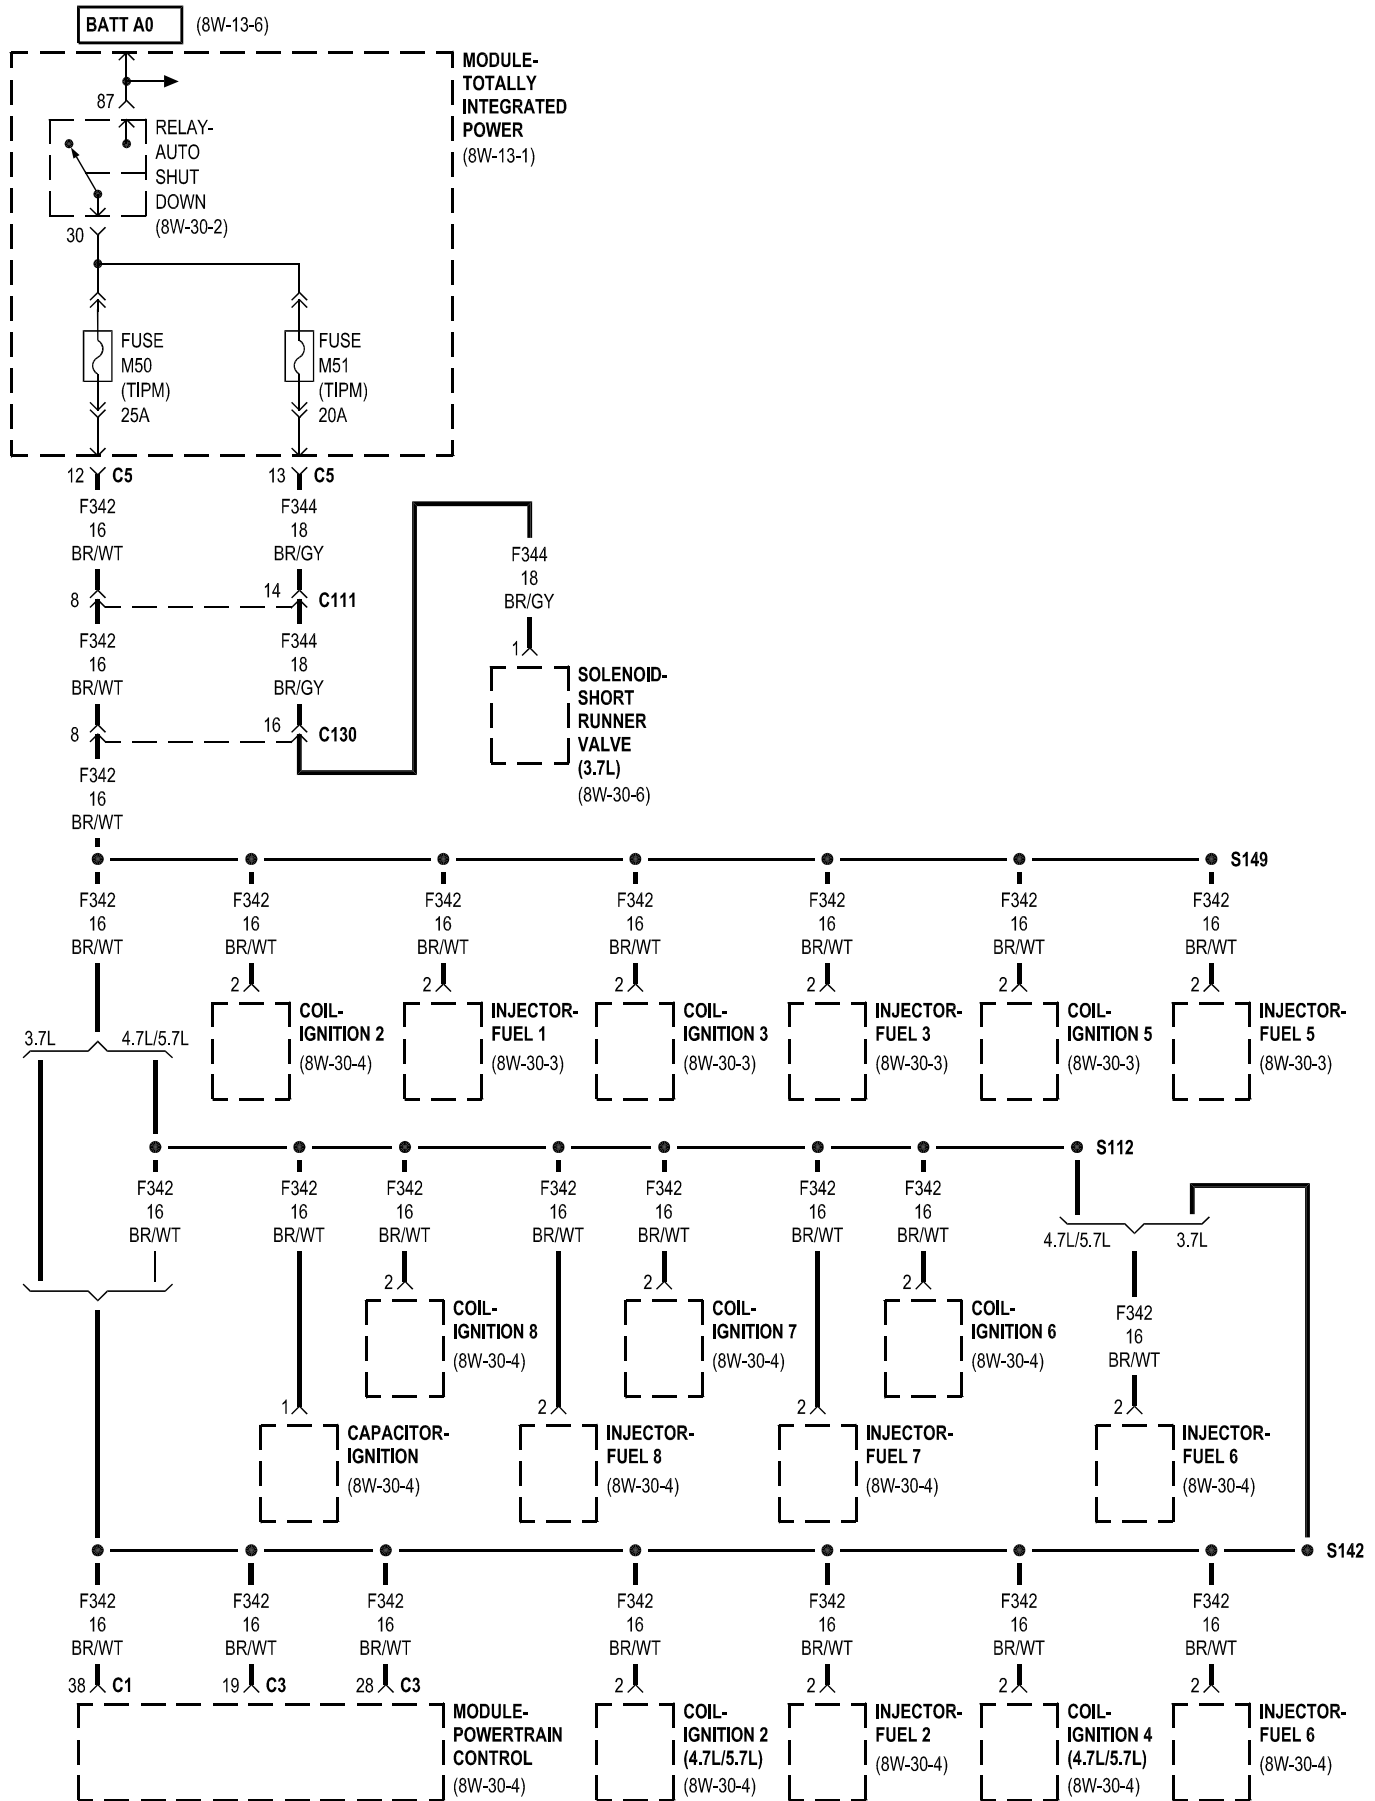 BATT A0 (8W-13-6)
MODULE-
TOTALLY
INTEGRATED
POWER
(8W-13-1)
87
RELAY-
AUTO
SHUT
DOWN
(8W-30-2)
30
FUSE
M50
(TIPM)
25A
FUSE
M51
(TIPM)
20A
12 C5
13 C5
F342
16
BR/WT
F344
18
BR/GY
8
14 C111
F342
16
BR/WT
F344
18
BR/GY
8
16 C130
F342
16
BR/WT
F344
18
BR/GY
1
SOLENOID-
SHORT
RUNNER
VALVE
(3.7L)
(8W-30-6)
S149
F342
16
BR/WT
F342
16
BR/WT
F342
16
BR/WT
F342
16
BR/WT
F342
16
BR/WT
F342
16
BR/WT
F342
16
BR/WT
2
COIL-
IGNITION 2
(8W-30-4)
2
INJECTOR-
FUEL 1
(8W-30-3)
2
COIL-
IGNITION 3
(8W-30-3)
2
INJECTOR-
FUEL 3
(8W-30-3)
2
COIL-
IGNITION 5
(8W-30-3)
2
INJECTOR-
FUEL 5
(8W-30-3)
3.7L 4.7L/5.7L
S112
F342
16
BR/WT
F342
16
BR/WT
F342
16
BR/WT
F342
16
BR/WT
F342
16
BR/WT
F342
16
BR/WT
F342
16
BR/WT
4.7L/5.7L 3.7L
2
COIL-
IGNITION 8
(8W-30-4)
2
COIL-
IGNITION 7
(8W-30-4)
2
COIL-
IGNITION 6
(8W-30-4)
F342
16
BR/WT
1
CAPACITOR-
IGNITION
(8W-30-4)
2
INJECTOR-
FUEL 8
(8W-30-4)
2
INJECTOR-
FUEL 7
(8W-30-4)
2
INJECTOR-
FUEL 6
(8W-30-4)
S142
F342
16
BR/WT
F342
16
BR/WT
F342
16
BR/WT
F342
16
BR/WT
F342
16
BR/WT
F342
16
BR/WT
F342
16
BR/WT
38 C1
19 C3
28 C3
MODULE-
POWERTRAIN
CONTROL
(8W-30-4)
2
COIL-
IGNITION 2
(4.7L/5.7L)
(8W-30-4)
2
INJECTOR-
FUEL 2
(8W-30-4)
2
COIL-
IGNITION 4
(4.7L/5.7L)
(8W-30-4)
2
INJECTOR-
FUEL 6
(8W-30-4)